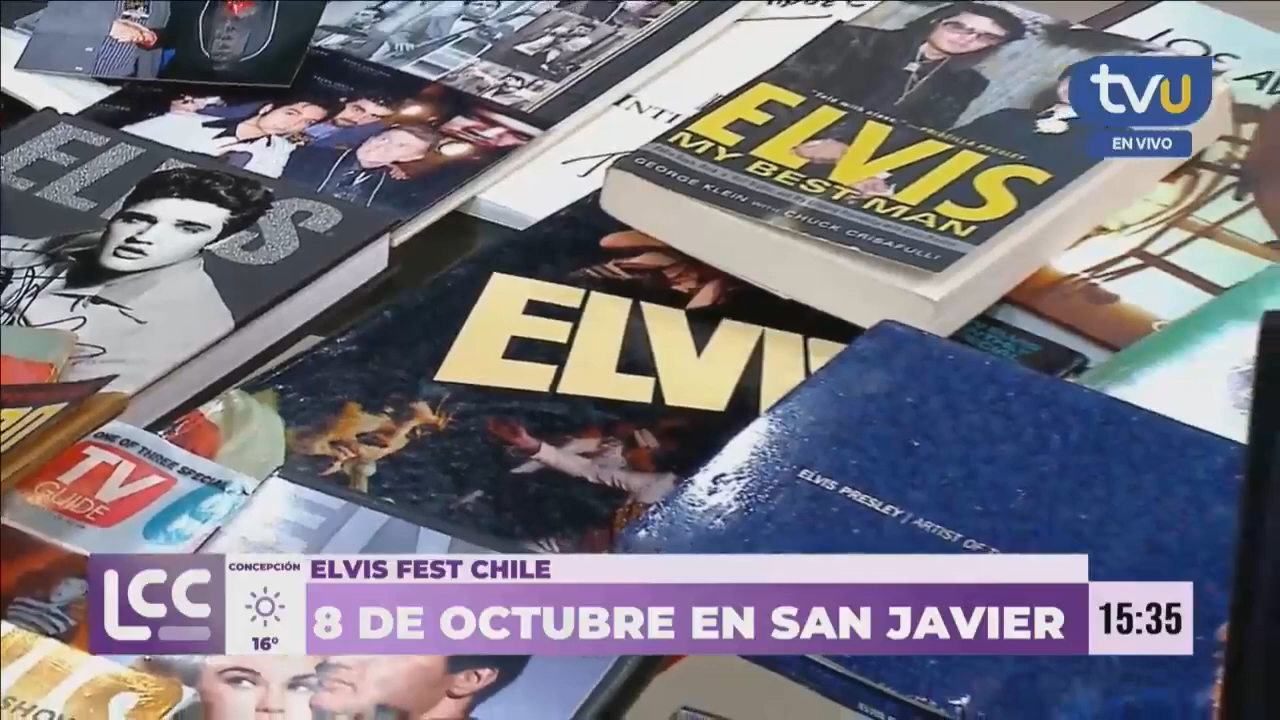 ELVIS
MY BEST MAN
GEORGE KLEIN WITH CHUCK CRISAFULLI
tvu
EN VIVO
ELVIS
ELVI
ONE OF THREE SPECIAL
TV
GUIDE
ELVIS PRESLEY | ARTIST OF
LCC
CONCEPCIÓN
16°
ELVIS FEST CHILE
8 DE OCTUBRE EN SAN JAVIER
15:35